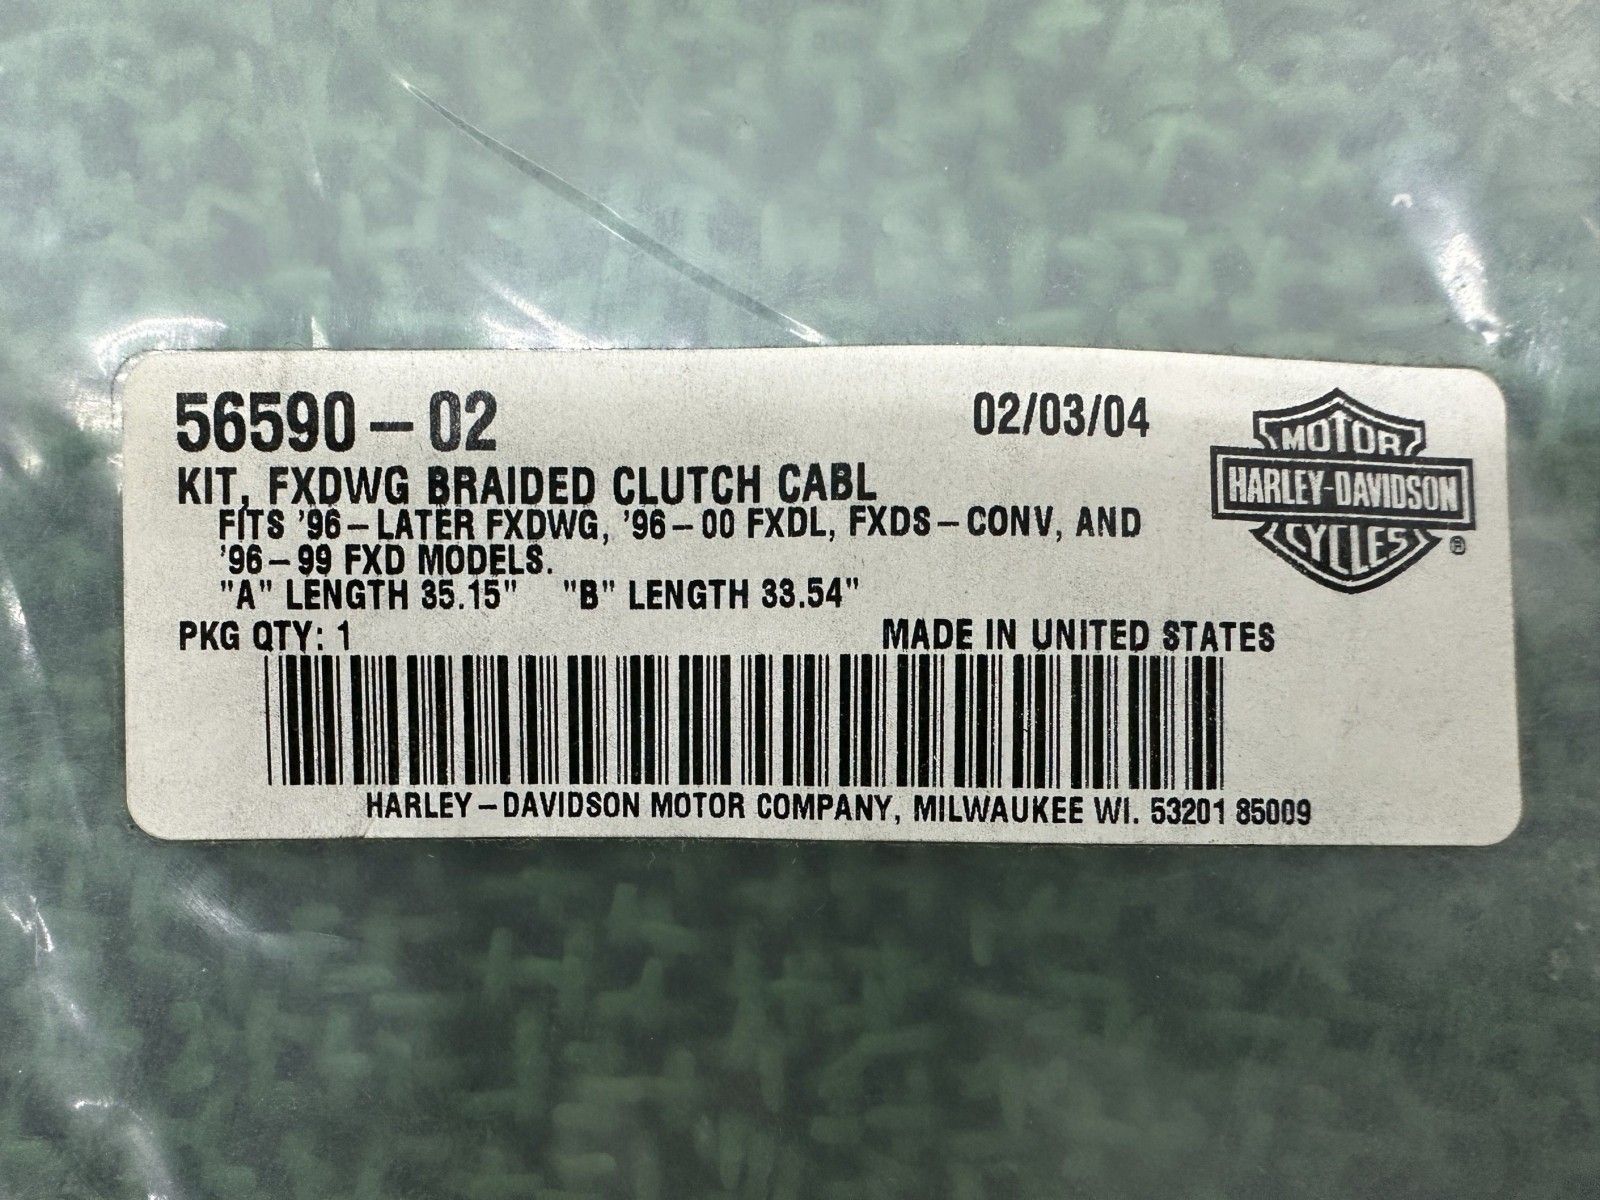 56590-02 02/03/04
KIT, FXDWG BRAIDED CLUTCH CABL
FITS '96-LATER FXDWG, '96-00 FXDL, FXDS-CONV, AND
'96-99 FXD MODELS.
"A" LENGTH 35.15" "B" LENGTH 33.54"
PKG QTY: 1 MADE IN UNITED STATES
HARLEY-DAVIDSON MOTOR COMPANY, MILWAUKEE WI. 53201 85009
MOTOR
HARLEY-DAVIDSON
CYCLES ®